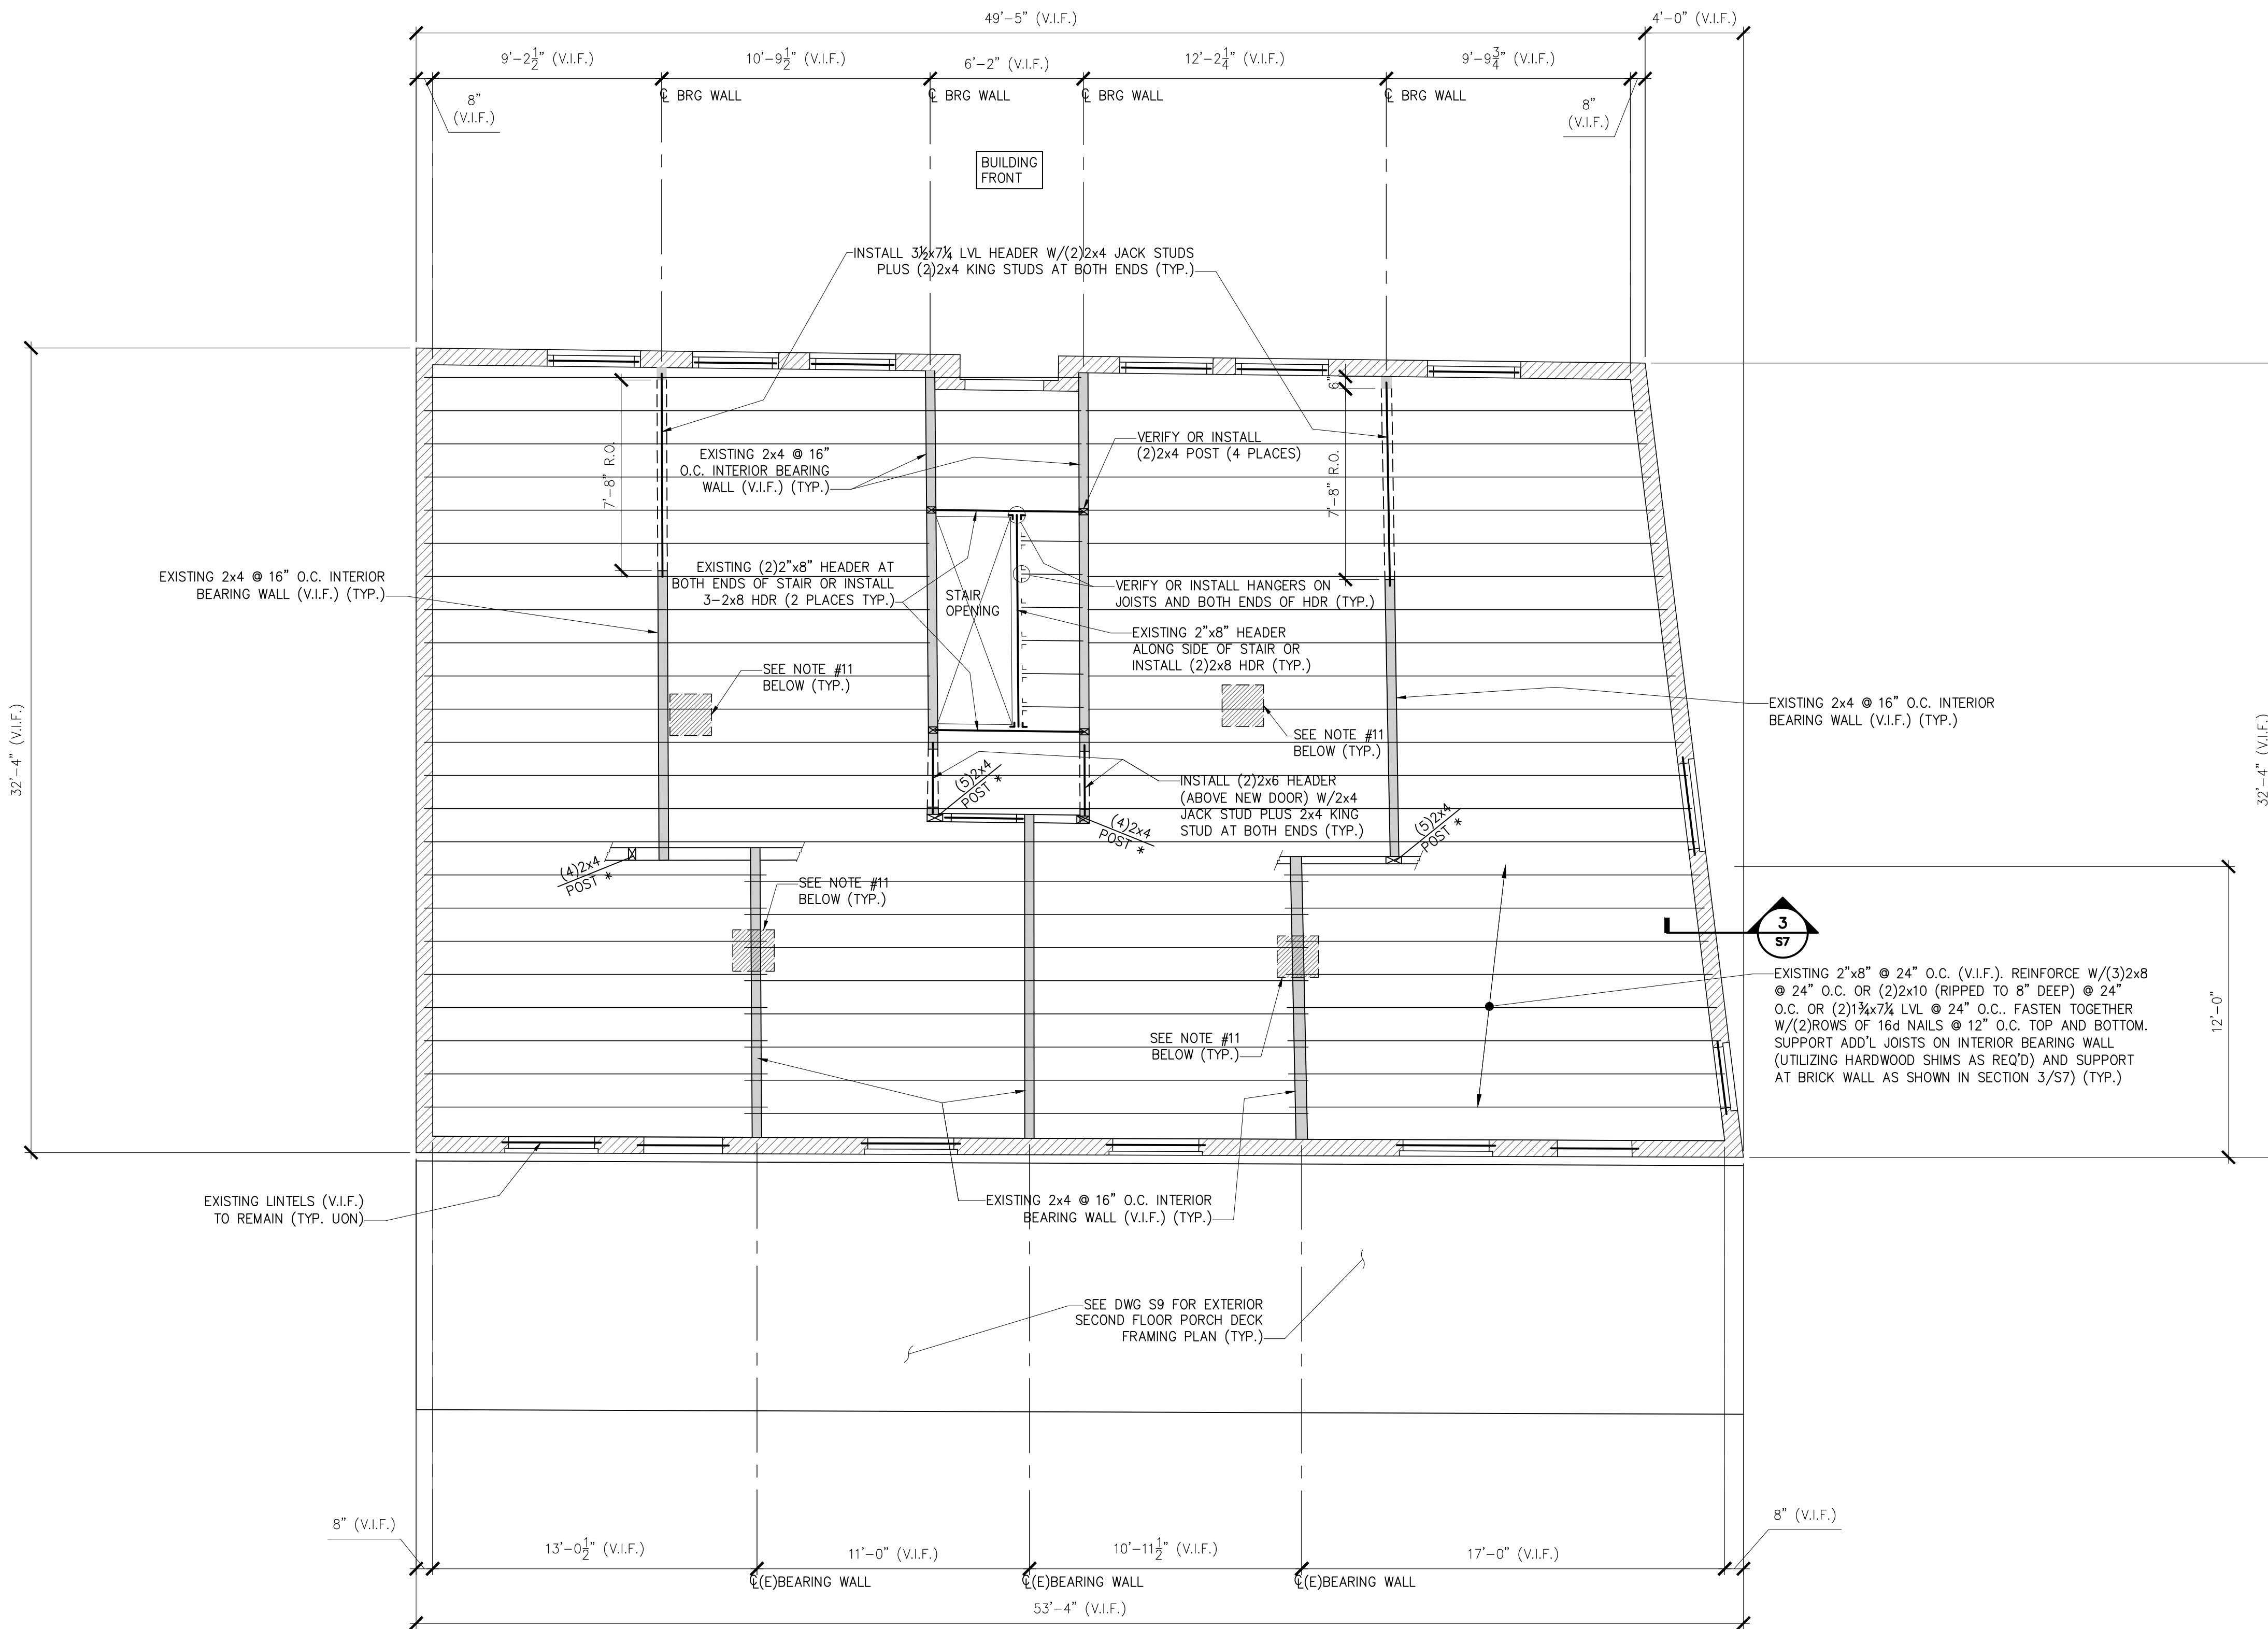 49'-5" (V.I.F.)
4'-0" (V.I.F.)
9'-2½" (V.I.F.)
10'-9½" (V.I.F.)
6'-2" (V.I.F.)
12'-2¼" (V.I.F.)
9'-9¾" (V.I.F.)
8"
(V.I.F.)
℄ BRG WALL
℄ BRG WALL
℄ BRG WALL
℄ BRG WALL
8"
(V.I.F.)
BUILDING
FRONT
INSTALL 3½x7¼ LVL HEADER W/(2)2x4 JACK STUDS
PLUS (2)2x4 KING STUDS AT BOTH ENDS (TYP.)
6"
7'-8" R.O.
7'-8" R.O.
EXISTING 2x4 @ 16"
O.C. INTERIOR BEARING
WALL (V.I.F.) (TYP.)
VERIFY OR INSTALL
(2)2x4 POST (4 PLACES)
EXISTING 2x4 @ 16" O.C. INTERIOR
BEARING WALL (V.I.F.) (TYP.)
EXISTING (2)2"x8" HEADER AT
BOTH ENDS OF STAIR OR INSTALL
3-2x8 HDR (2 PLACES TYP.)
STAIR
OPENING
VERIFY OR INSTALL HANGERS ON
JOISTS AND BOTH ENDS OF HDR (TYP.)
EXISTING 2"x8" HEADER
ALONG SIDE OF STAIR OR
INSTALL (2)2x8 HDR (TYP.)
SEE NOTE #11
BELOW (TYP.)
SEE NOTE #11
BELOW (TYP.)
EXISTING 2x4 @ 16" O.C. INTERIOR
BEARING WALL (V.I.F.) (TYP.)
32'-4" (V.I.F.)
32'-4" (V.I.F.)
(5)2x4
POST *
INSTALL (2)2x6 HEADER
(ABOVE NEW DOOR) W/2x4
JACK STUD PLUS 2x4 KING
STUD AT BOTH ENDS (TYP.)
(4)2x4
POST *
(5)2x4
POST *
(4)2x4
POST *
SEE NOTE #11
BELOW (TYP.)
3
S7
EXISTING 2"x8" @ 24" O.C. (V.I.F.). REINFORCE W/(3)2x8
@ 24" O.C. OR (2)2x10 (RIPPED TO 8" DEEP) @ 24"
O.C. OR (2)1¾x7¼ LVL @ 24" O.C.. FASTEN TOGETHER
W/(2)ROWS OF 16d NAILS @ 12" O.C. TOP AND BOTTOM.
SUPPORT ADD'L JOISTS ON INTERIOR BEARING WALL
(UTILIZING HARDWOOD SHIMS AS REQ'D) AND SUPPORT
AT BRICK WALL AS SHOWN IN SECTION 3/S7) (TYP.)
12'-0"
SEE NOTE #11
BELOW (TYP.)
EXISTING LINTELS (V.I.F.)
TO REMAIN (TYP. UON)
EXISTING 2x4 @ 16" O.C. INTERIOR
BEARING WALL (V.I.F.) (TYP.)
SEE DWG S9 FOR EXTERIOR
SECOND FLOOR PORCH DECK
FRAMING PLAN (TYP.)
8" (V.I.F.)
8" (V.I.F.)
13'-0½" (V.I.F.)
11'-0" (V.I.F.)
10'-11½" (V.I.F.)
17'-0" (V.I.F.)
℄(E)BEARING WALL
℄(E)BEARING WALL
℄(E)BEARING WALL
53'-4" (V.I.F.)